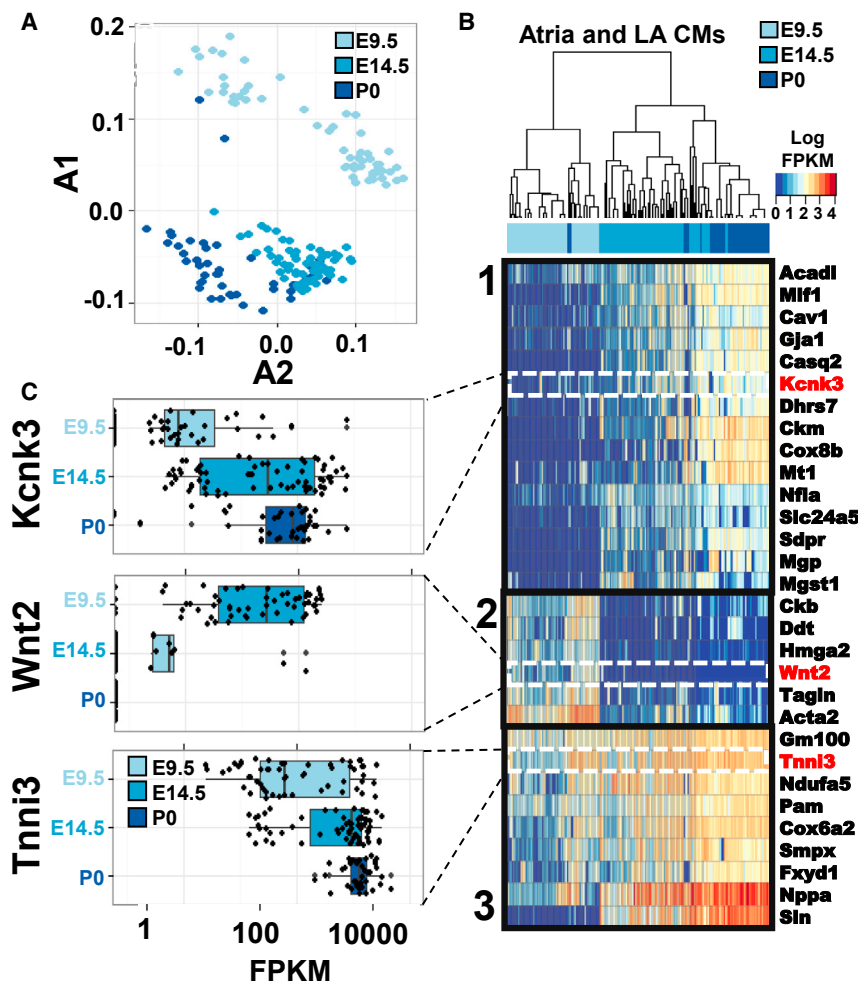 A
E9.5
E14.5
P0
0.2
0.1
0.0
-0.1
A1
-0.1
0.0
0.1
A2
B
Atria and LA CMs
E9.5
E14.5
P0
Log
FPKM
0 1 2 3 4
1
Acadl
Mlf1
Cav1
Gja1
Casq2
Kcnk3
Dhrs7
Ckm
Cox8b
Mt1
Nfia
Slc24a5
Sdpr
Mgp
Mgst1
2
Ckb
Ddt
Hmga2
Wnt2
Tagln
Acta2
3
Gm100
Tnni3
Ndufa5
Pam
Cox6a2
Smpx
Fxyd1
Nppa
Sln
C
Kcnk3
E9.5
E14.5
P0
Wnt2
E9.5
E14.5
P0
Tnni3
E9.5
E14.5
P0
E9.5
E14.5
P0
1
100
10000
FPKM